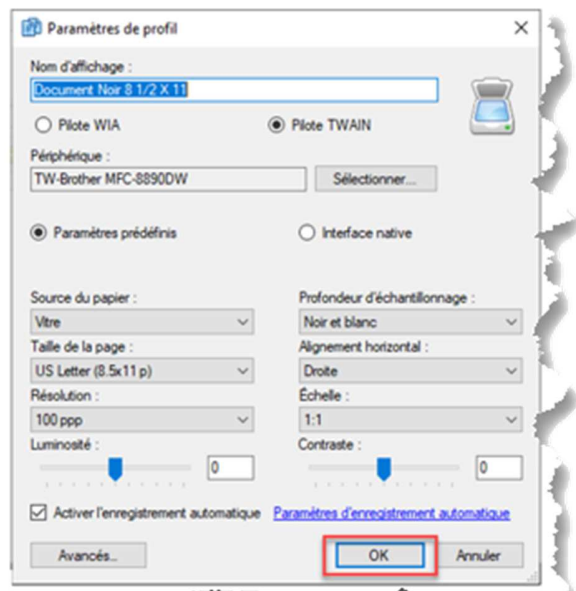 Paramètres de profil
Nom d'affichage :
Document Noir 8 1/2 X 11
Pilote WIA
Pilote TWAIN
Périphérique :
TW-Brother MFC-8890DW
Sélectionner...
Paramètres prédéfinis
Interface native
Source du papier :
Profondeur d'échantillonnage :
Vitre
Noir et blanc
Taille de la page :
Alignement horizontal :
US Letter (8.5x11 p)
Droite
Résolution :
Échelle :
100 ppp
1:1
Luminosité :
Contraste :
0
0
Activer l'enregistrement automatique
Paramètres d'enregistrement automatique
Avancés...
OK
Annuler